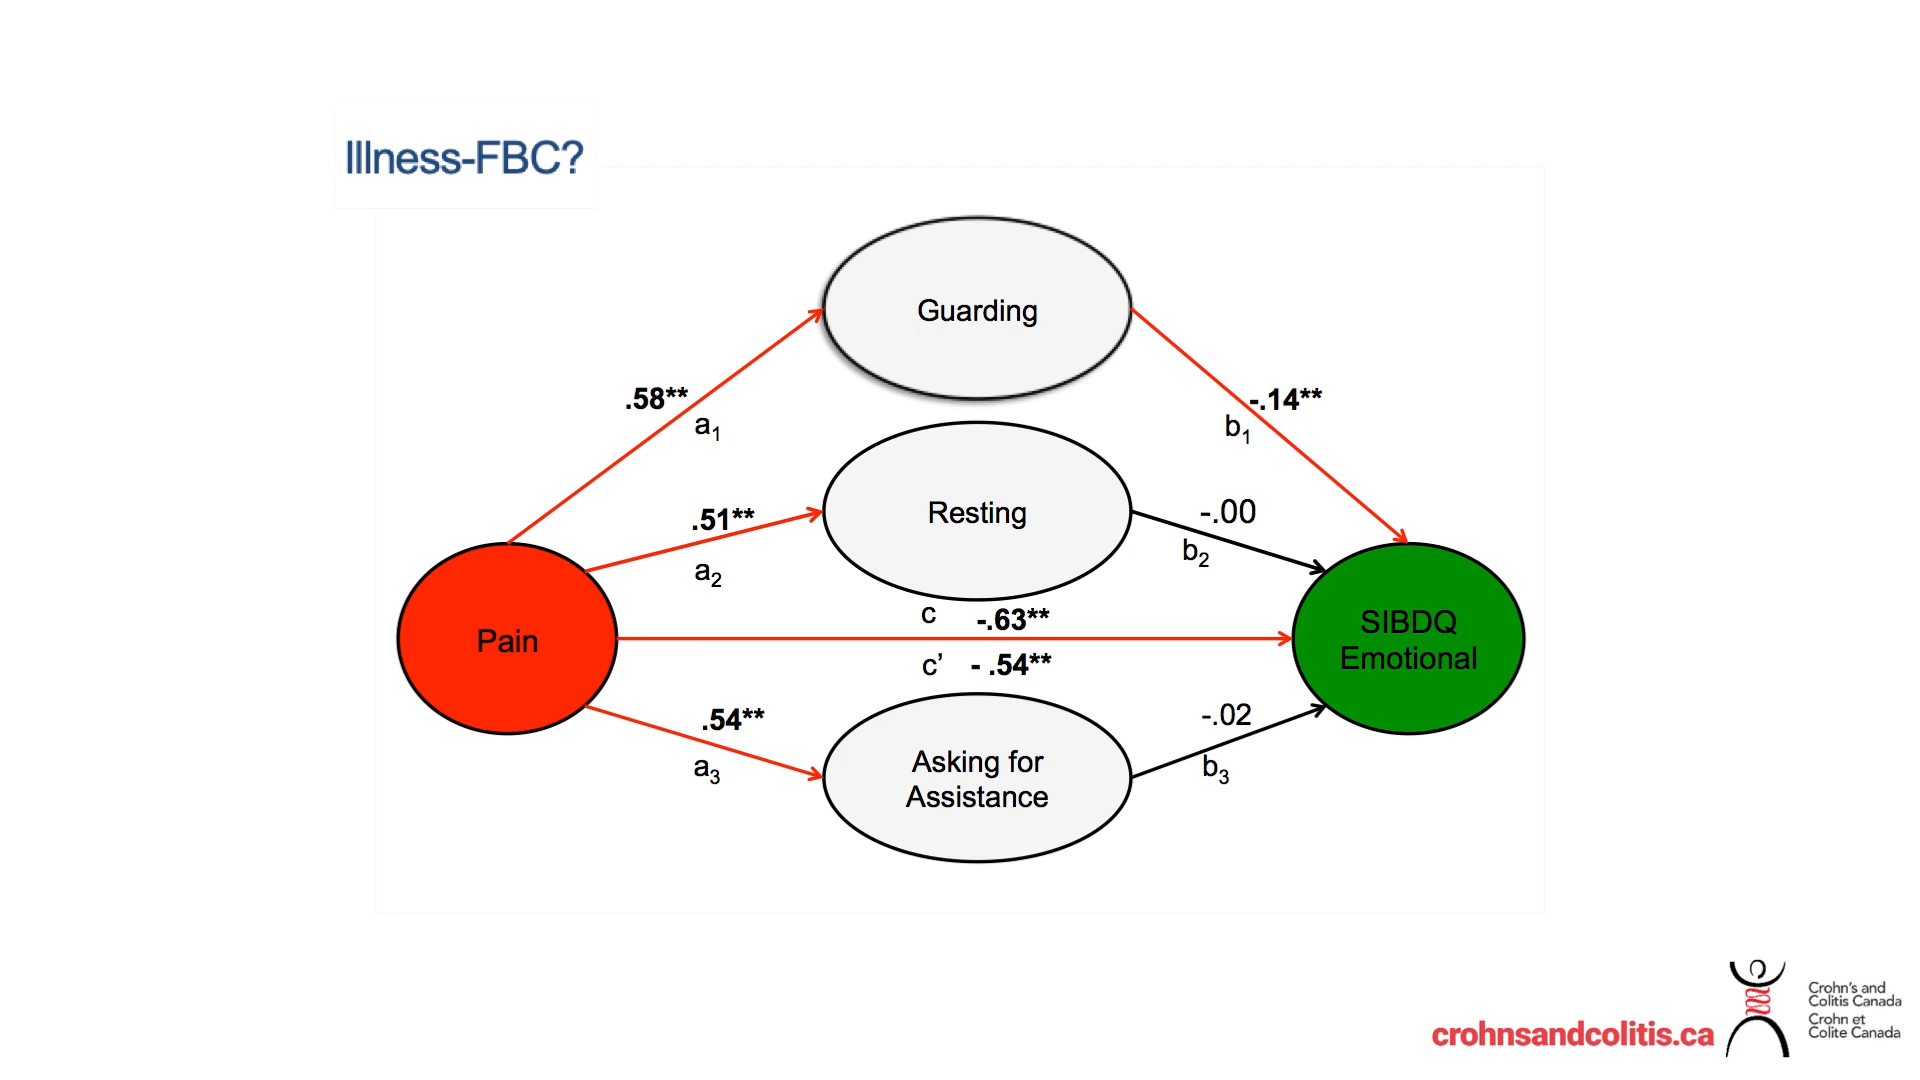 Illness-FBC?
Guarding
.58**
a₁
-.14**
b₁
Resting
.51**
a₂
-.00
b₂
Pain
c -.63**
c’ - .54**
SIBDQ
Emotional
.54**
a₃
Asking for
Assistance
-.02
b₃
crohnsandcolitis.ca
Crohn's and
Colitis Canada
Crohn et
Colite Canada